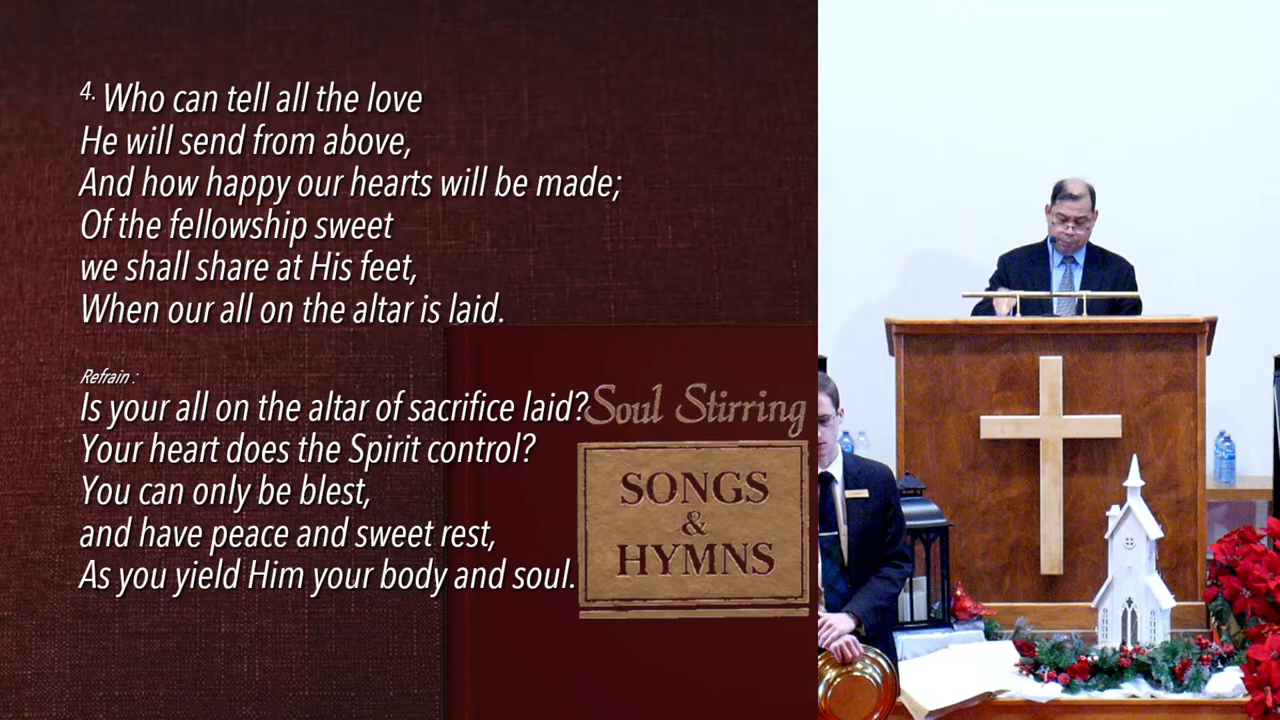 4. Who can tell all the love
He will send from above,
And how happy our hearts will be made;
Of the fellowship sweet
we shall share at His feet,
When our all on the altar is laid.
Refrain :
Is your all on the altar of sacrifice laid?
Your heart does the Spirit control?
You can only be blest,
and have peace and sweet rest,
As you yield Him your body and soul.
Soul Stirring
SONGS
&
HYMNS